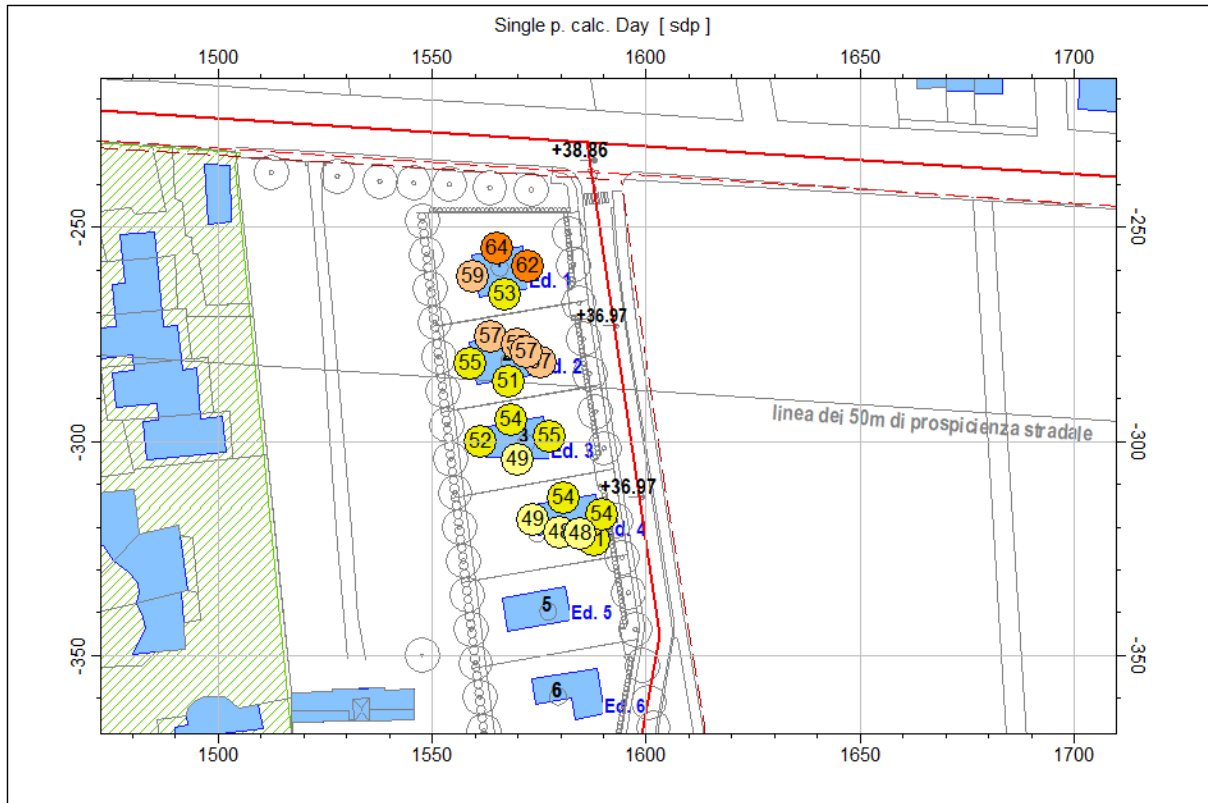 Single p. calc. Day [ sdp ]
1500 1550 1600 1650 1700
+38.86
-250 -250
64
62
59
Ed. 1
53
+36.97
57
57
55
Ed. 2
51
linea dei 50m di prospicienza stradale
54
3
55
52
-300 -300
Ed. 3
49
+36.97
54
54
49
48
48
Ed. 4
5
Ed. 5
-350 -350
6
Ed. 6
1500 1550 1600 1650 1700